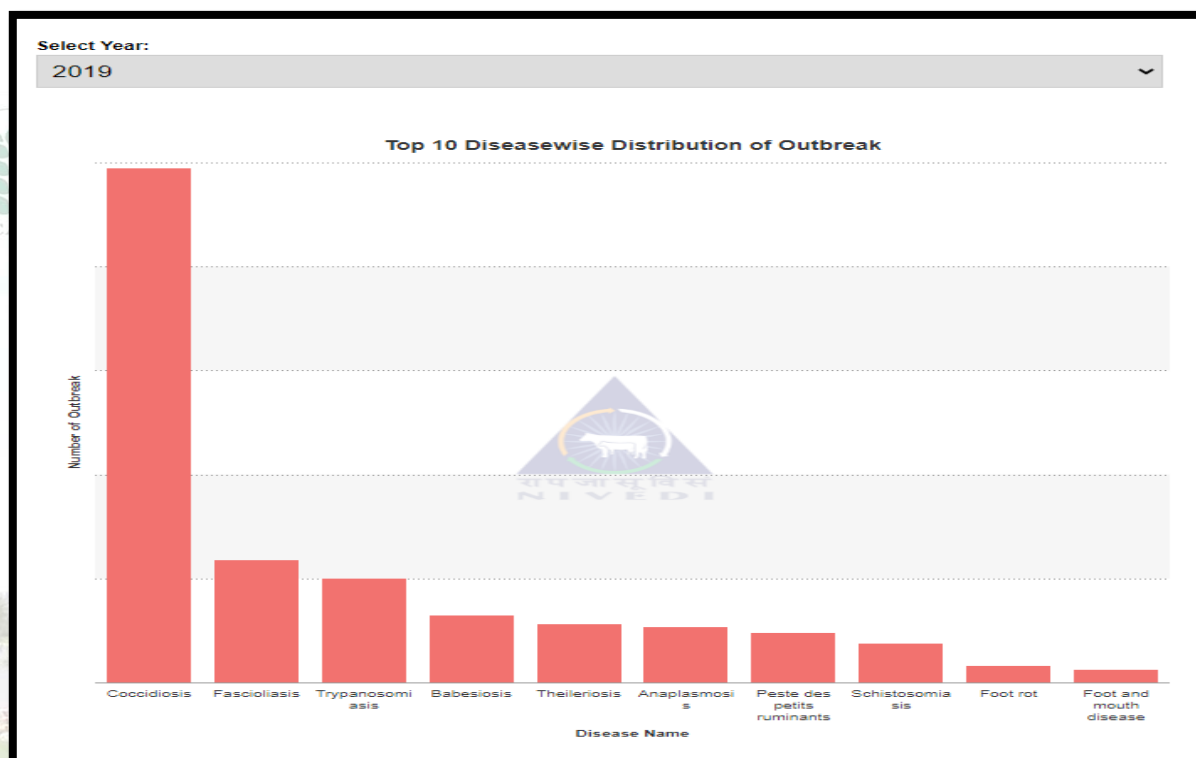 Select Year:
2019
Top 10 Diseasewise Distribution of Outbreak
Number of Outbreak
NIVEDI
Coccidiosis
Fascioliasis
Trypanosomi
asis
Babesiosis
Theileriosis
Anaplasmosi
s
Peste des
petits
ruminants
Schistosomia
sis
Foot rot
Foot and
mouth
disease
Disease Name